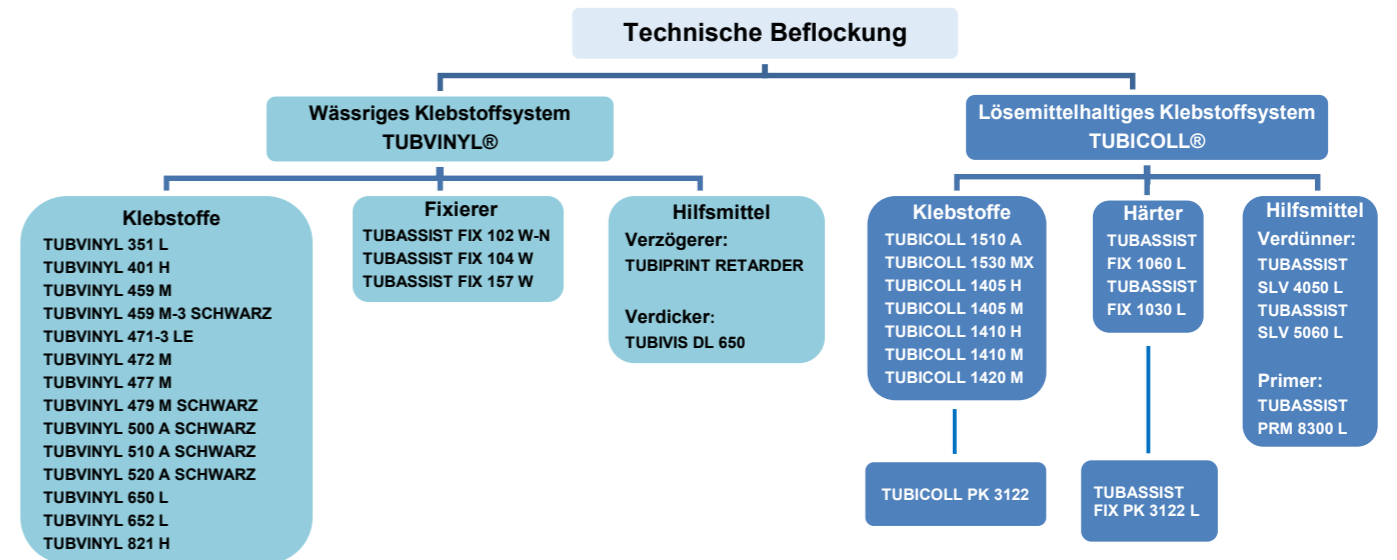 Technische Beflockung
Wässriges Klebstoffsystem
TUBVINYL®
Klebstoffe
TUBVINYL 351 L
TUBVINYL 401 H
TUBVINYL 459 M
TUBVINYL 459 M-3 SCHWARZ
TUBVINYL 471-3 LE
TUBVINYL 472 M
TUBVINYL 477 M
TUBVINYL 479 M SCHWARZ
TUBVINYL 500 A SCHWARZ
TUBVINYL 510 A SCHWARZ
TUBVINYL 520 A SCHWARZ
TUBVINYL 650 L
TUBVINYL 652 L
TUBVINYL 821 H
Fixierer
TUBASSIST FIX 102 W-N
TUBASSIST FIX 104 W
TUBASSIST FIX 157 W
Hilfsmittel
Verzögerer:
TUBIPRINT RETARDER
Verdicker:
TUBIVIS DL 650
Lösemittelhaltiges Klebstoffsystem
TUBICOLL®
Klebstoffe
TUBICOLL 1510 A
TUBICOLL 1530 MX
TUBICOLL 1405 H
TUBICOLL 1405 M
TUBICOLL 1410 H
TUBICOLL 1410 M
TUBICOLL 1420 M
TUBICOLL PK 3122
Härter
TUBASSIST
FIX 1060 L
TUBASSIST
FIX 1030 L
TUBASSIST
FIX PK 3122 L
Hilfsmittel
Verdünner:
TUBASSIST
SLV 4050 L
TUBASSIST
SLV 5060 L
Primer:
TUBASSIST
PRM 8300 L